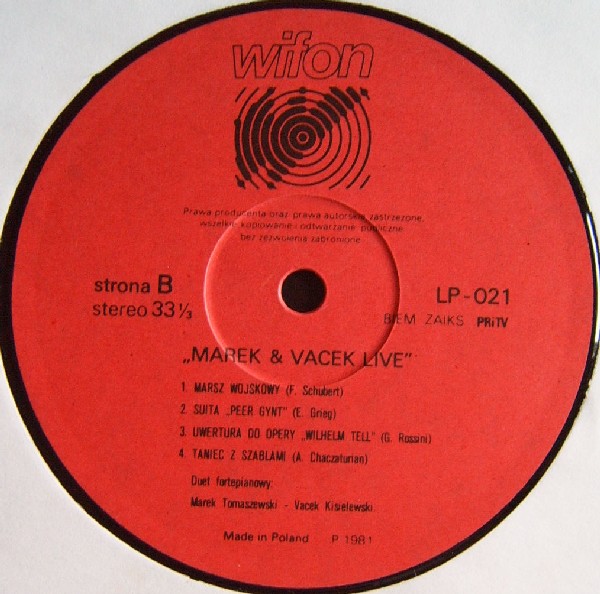 wifon
Prawa producenta oraz prawa autorskie zastrzeżone,
wszelkie kopiowanie i odtwarzanie publiczne
bez zezwolenia zabronione.
strona B
stereo 33 ⅓
LP-021
BIEM ZAIKS PRiTV
„MAREK & VACEK LIVE”
1. MARSZ WOJSKOWY (F. Schubert)
2. SUITA „PEER GYNT” (E. Grieg)
3. UWERTURA DO OPERY „WILHELM TELL” (G. Rossini)
4. TANIEC Z SZABLAMI (A. Chaczaturian)
Duet fortepianowy:
Marek Tomaszewski - Vacek Kisielewski.
Made in Poland P 1981